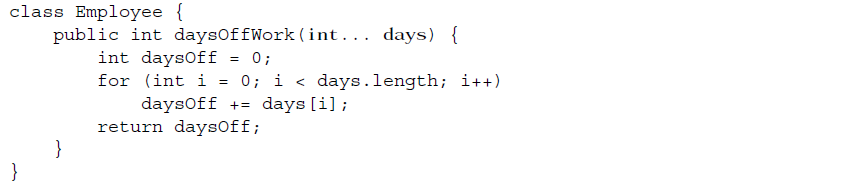 class Employee {
    public int daysOffWork(int... days) {
        int daysOff = 0;
        for (int i = 0; i < days.length; i++)
            daysOff += days[i];
        return daysOff;
    }
}